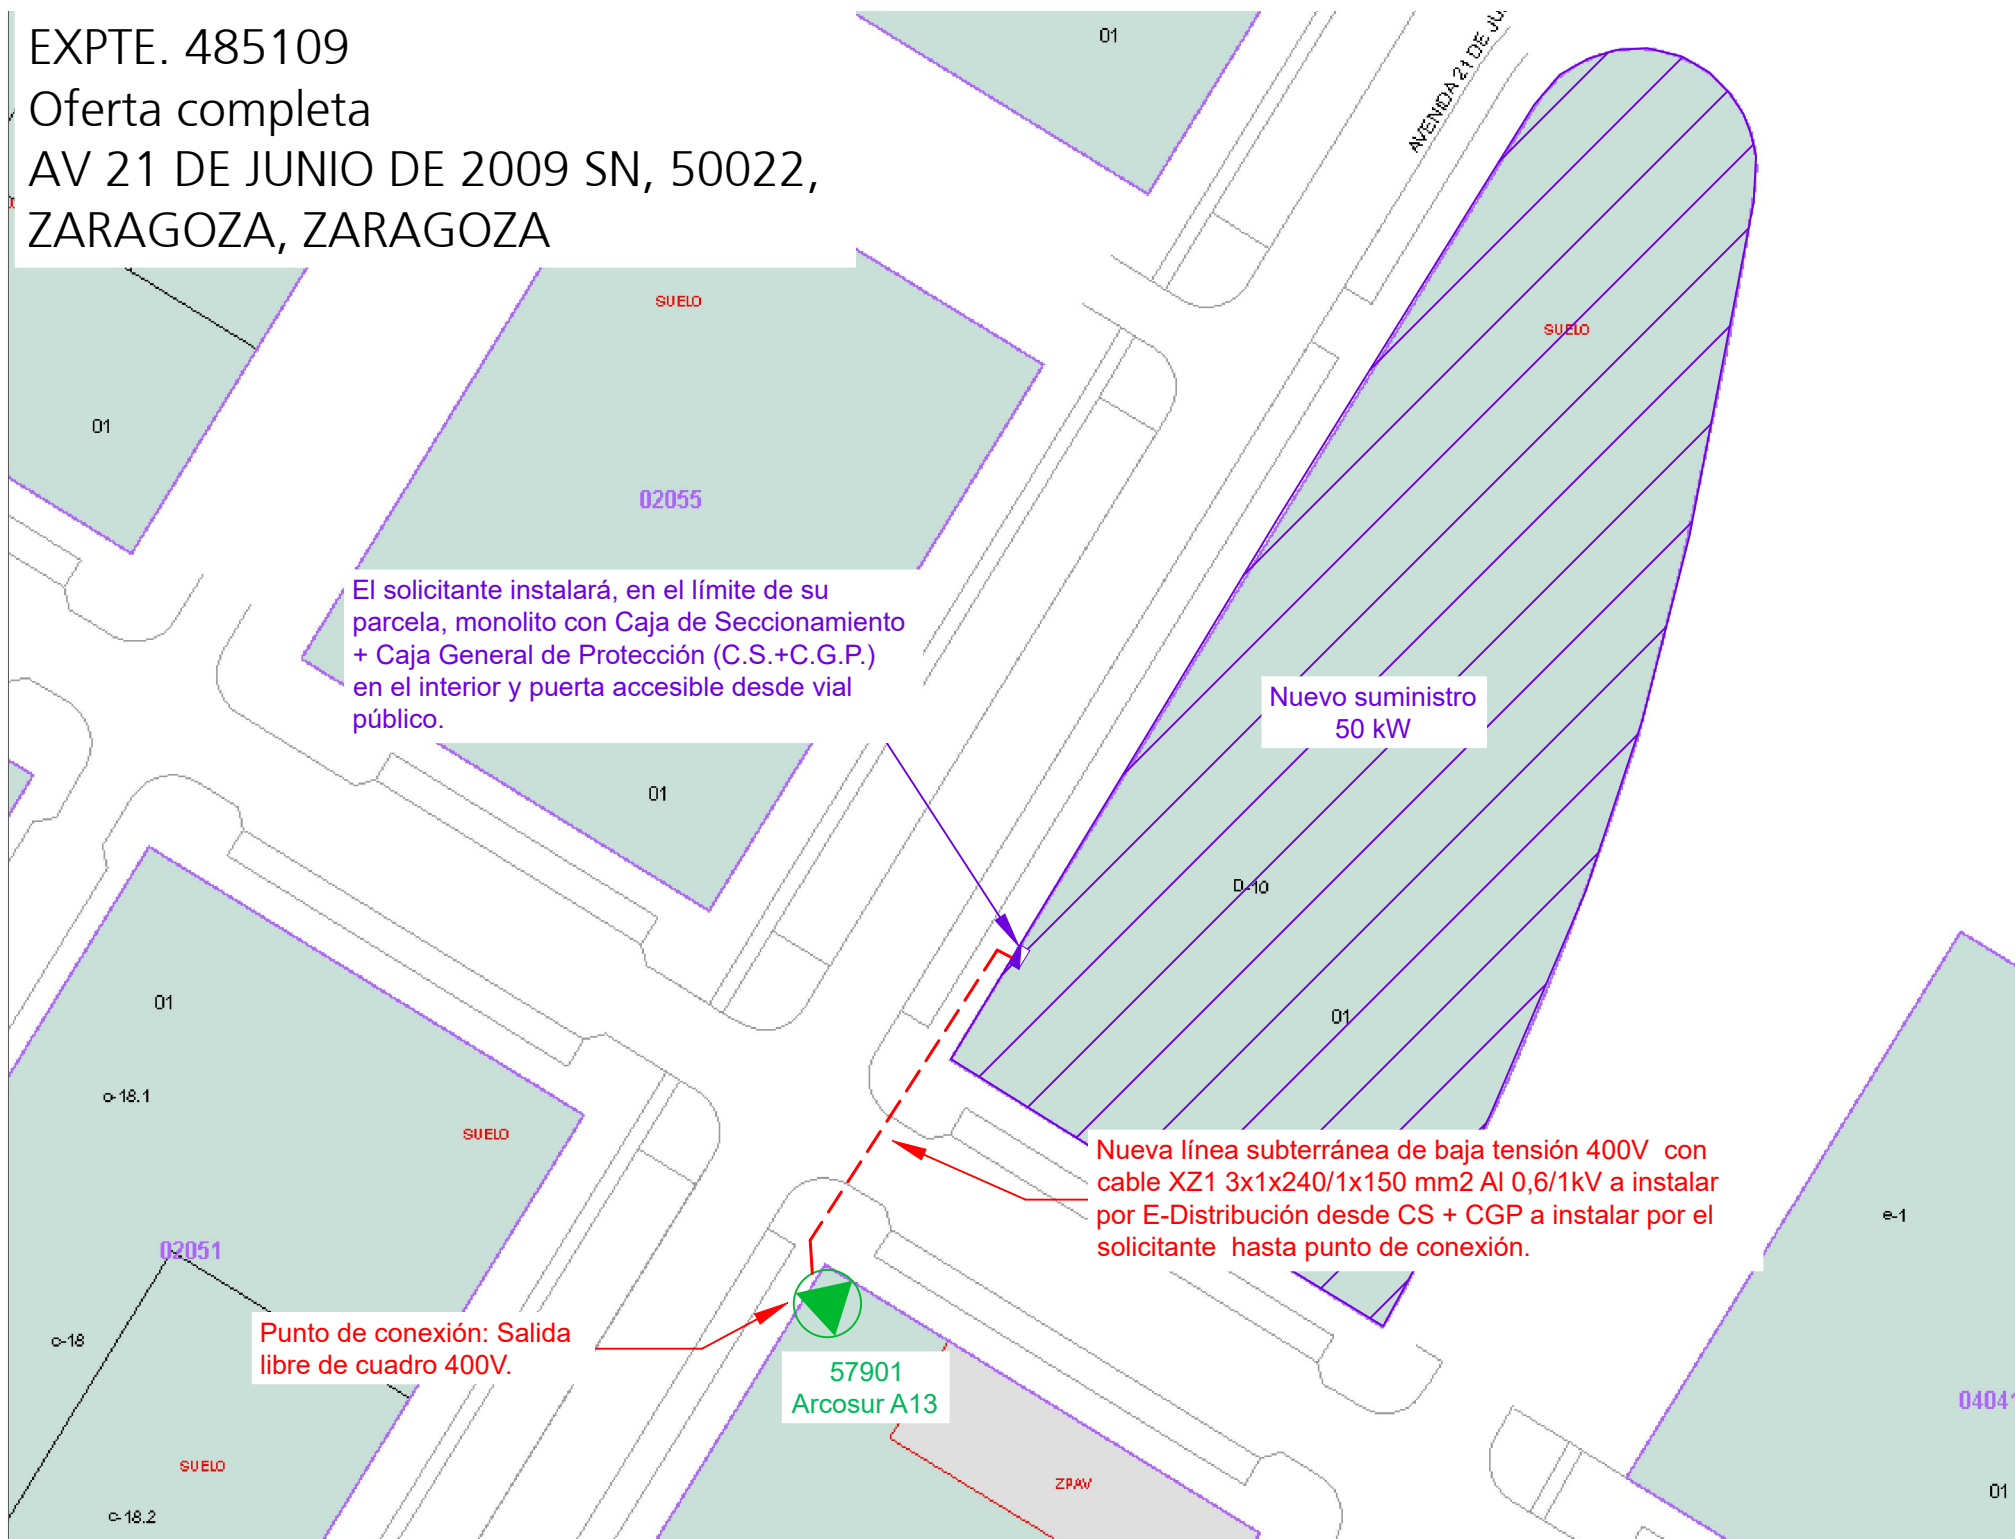 EXPTE. 485109
Oferta completa
AV 21 DE JUNIO DE 2009 SN, 50022,
ZARAGOZA, ZARAGOZA
01
AVENIDA 21 DE JU
SUELO
SUELO
01
02055
El solicitante instalará, en el límite de su
parcela, monolito con Caja de Seccionamiento
+ Caja General de Protección (C.S.+C.G.P.)
en el interior y puerta accesible desde vial
público.
Nuevo suministro
50 kW
01
D-10
01
01
c-18.1
SUELO
Nueva línea subterránea de baja tensión 400V con
cable XZ1 3x1x240/1x150 mm2 Al 0,6/1kV a instalar
por E-Distribución desde CS + CGP a instalar por el
solicitante hasta punto de conexión.
e-1
02051
Punto de conexión: Salida
libre de cuadro 400V.
c-18
57901
Arcosur A13
04041
SUELO
ZPAV
01
c-18.2